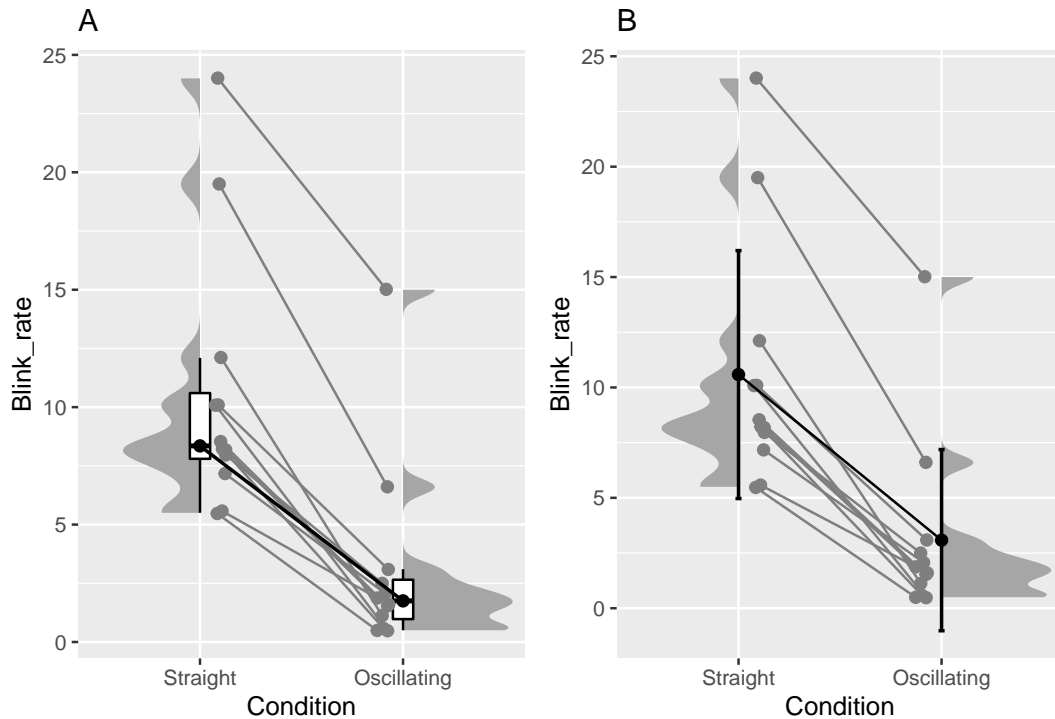 A
Blink_rate
25
20
15
10
5
0
Straight
Oscillating
Condition
B
Blink_rate
25
20
15
10
5
0
Straight
Oscillating
Condition